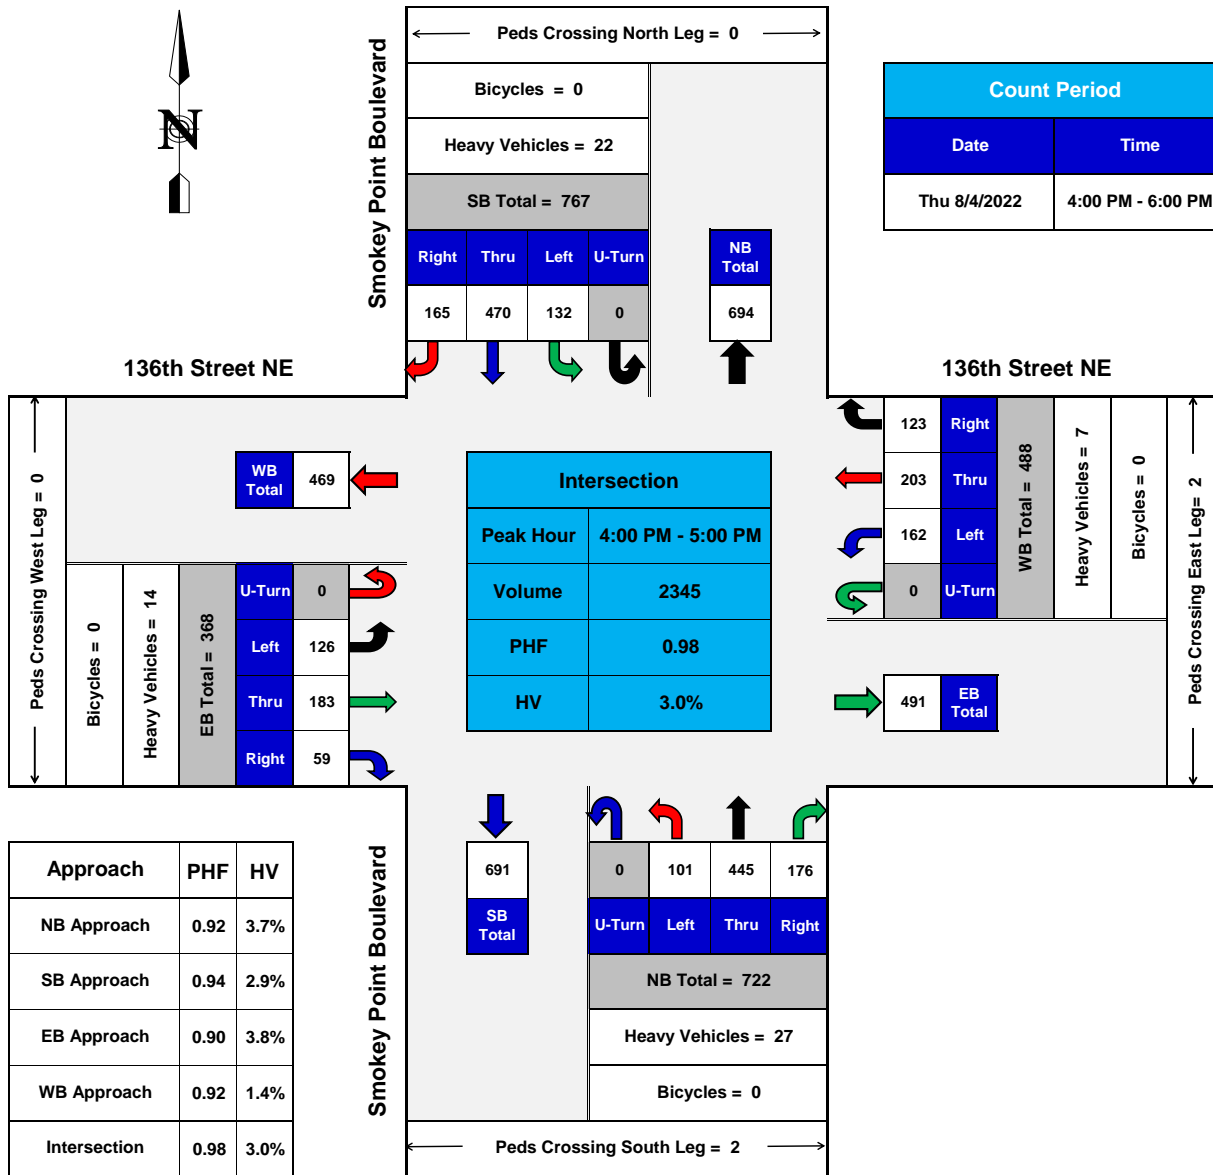 Peds Crossing North Leg = 0
Bicycles = 0
Heavy Vehicles = 22
SB Total = 767
Right Thru Left U-Turn
165 470 132 0
NB
Total
694
Smokey Point Boulevard
N
Count Period
Date Time
Thu 8/4/2022 4:00 PM - 6:00 PM
136th Street NE
136th Street NE
Peds Crossing West Leg = 0
WB
Total
469
Bicycles = 0
Heavy Vehicles = 14
EB Total = 368
U-Turn 0
Left 126
Thru 183
Right 59
Intersection
Peak Hour 4:00 PM - 5:00 PM
Volume 2345
PHF 0.98
HV 3.0%
123 Right
203 Thru
162 Left
0 U-Turn
WB Total = 488
Heavy Vehicles = 7
Bicycles = 0
Peds Crossing East Leg= 2
491
EB
Total
691
SB
Total
0 101 445 176
U-Turn Left Thru Right
NB Total = 722
Heavy Vehicles = 27
Bicycles = 0
Peds Crossing South Leg = 2
Smokey Point Boulevard
Approach PHF HV
NB Approach 0.92 3.7%
SB Approach 0.94 2.9%
EB Approach 0.90 3.8%
WB Approach 0.92 1.4%
Intersection 0.98 3.0%